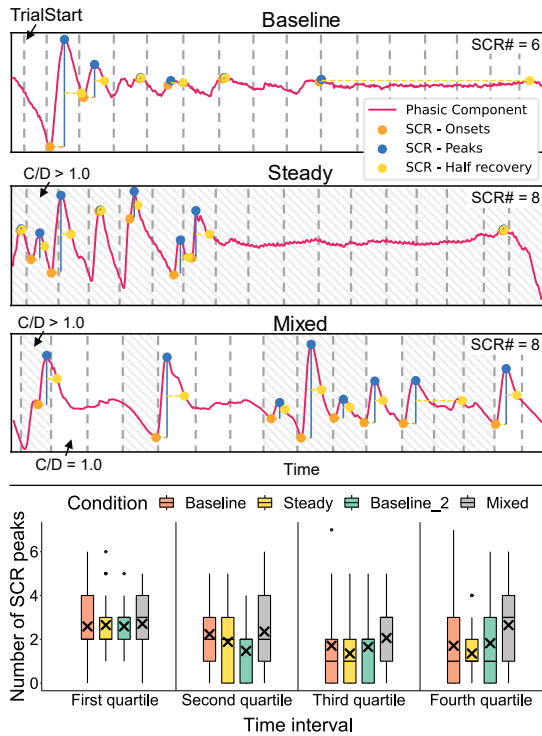 TrialStart
Baseline
SCR# = 6
Phasic Component
SCR - Onsets
SCR - Peaks
SCR - Half recovery
C/D > 1.0
Steady
SCR# = 8
C/D > 1.0
Mixed
SCR# = 8
C/D = 1.0
Time
Condition Baseline Steady Baseline_2 Mixed
Number of SCR peaks
6
4
2
0
First quartile Second quartile Third quartile Fourth quartile
Time interval